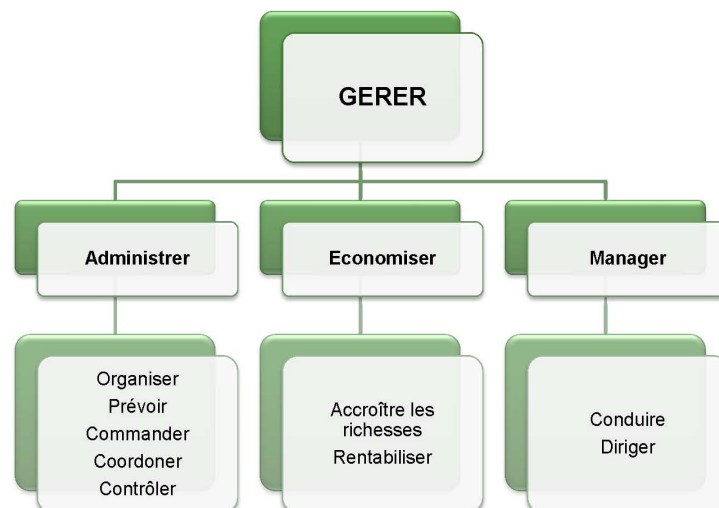 GERER
Administrer
Economiser
Manager
Organiser
Prévoir
Commander
Coordoner
Contrôler
Accroître les
richesses
Rentabiliser
Conduire
Diriger